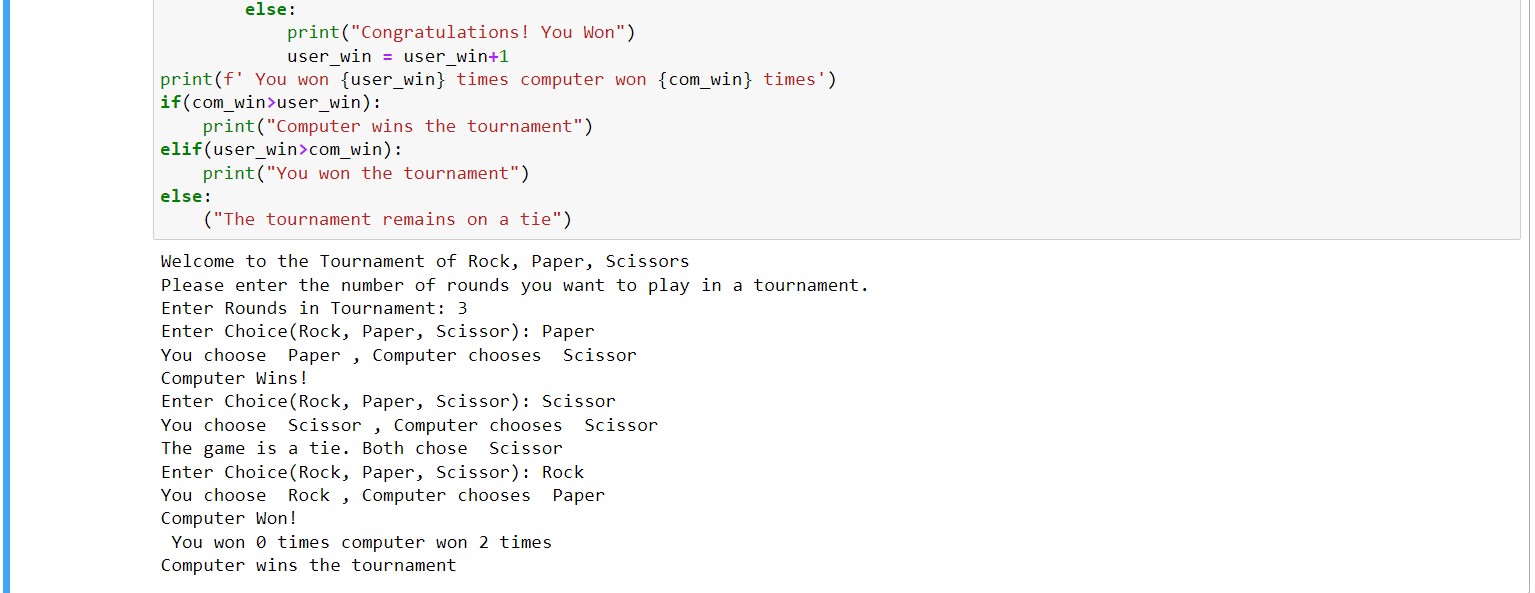 else:
print("Congratulations! You Won")
user_win = user_win+1
print(f' You won {user_win} times computer won {com_win} times')
if(com_win>user_win):
print("Computer wins the tournament")
elif(user_win>com_win):
print("You won the tournament")
else:
("The tournament remains on a tie")
Welcome to the Tournament of Rock, Paper, Scissors
Please enter the number of rounds you want to play in a tournament.
Enter Rounds in Tournament: 3
Enter Choice(Rock, Paper, Scissor): Paper
You choose  Paper , Computer chooses  Scissor
Computer Wins!
Enter Choice(Rock, Paper, Scissor): Scissor
You choose  Scissor , Computer chooses  Scissor
The game is a tie. Both chose  Scissor
Enter Choice(Rock, Paper, Scissor): Rock
You choose  Rock , Computer chooses  Paper
Computer Won!
You won 0 times computer won 2 times
Computer wins the tournament